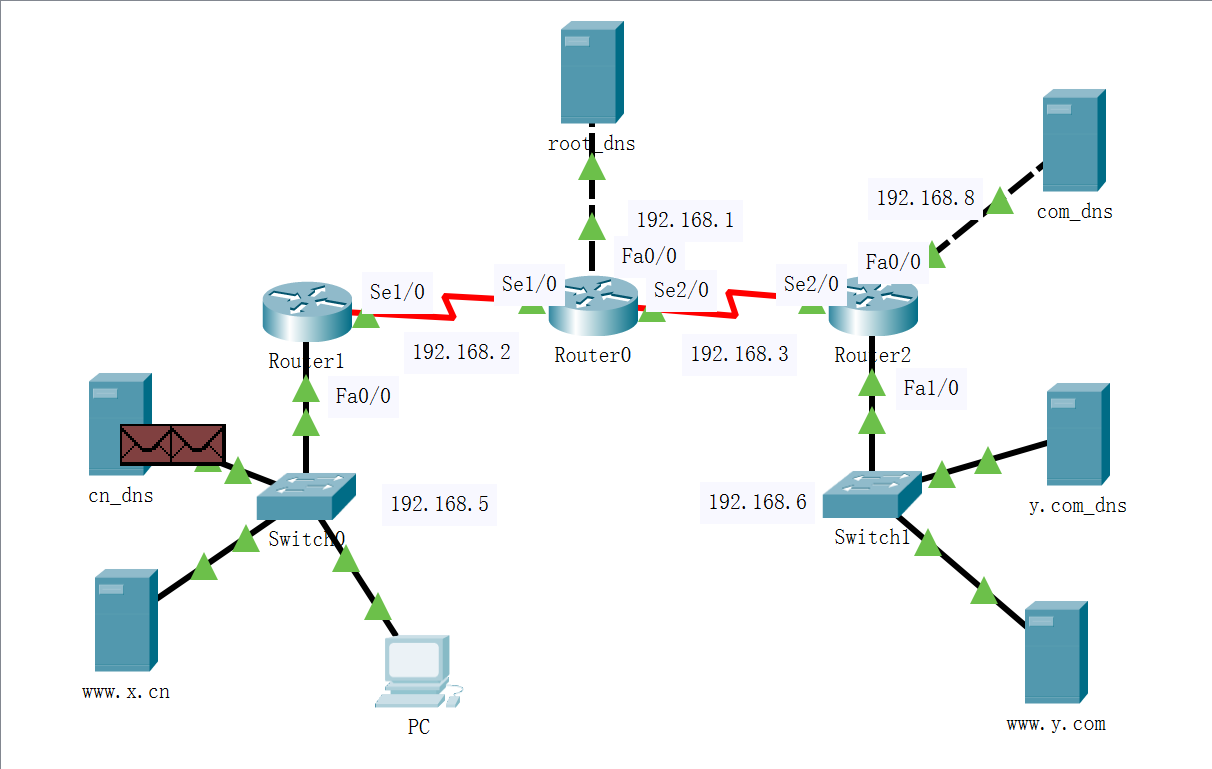 root_dns
192.168.8
com_dns
192.168.1
Fa0/0
Fa0/0
Se1/0
Se1/0
Se2/0
Se2/0
192.168.2
192.168.3
Router1
Router0
Router2
Fa0/0
Fa1/0
cn_dns
192.168.5
192.168.6
y.com_dns
Switch0
Switch1
www.x.cn
PC
www.y.com